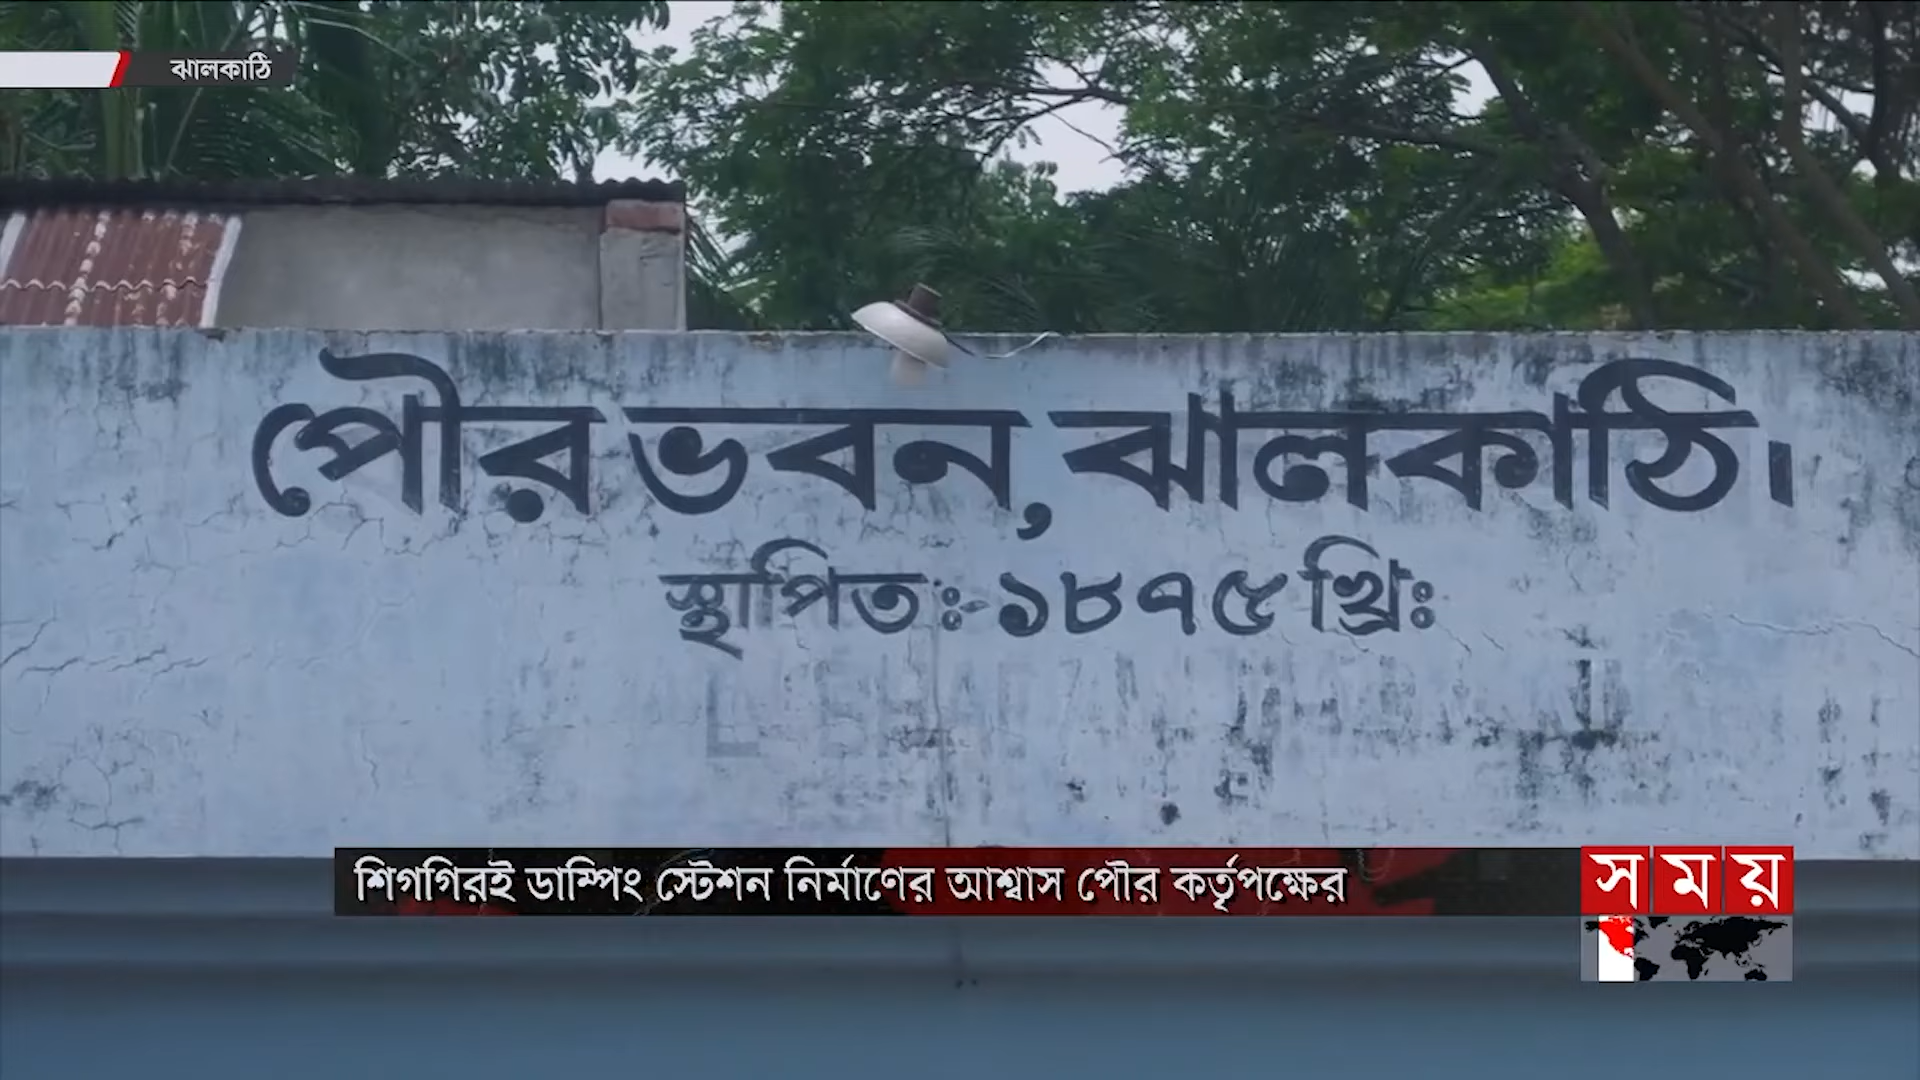 ঝালকাঠি
পৌর ভবন, ঝালকাঠি।
স্থাপিতঃ- ১৮৭৫ খ্রিঃ
শিগগিরই ডাম্পিং স্টেশন নির্মাণের আশ্বাস পৌর কর্তৃপক্ষের
সময়